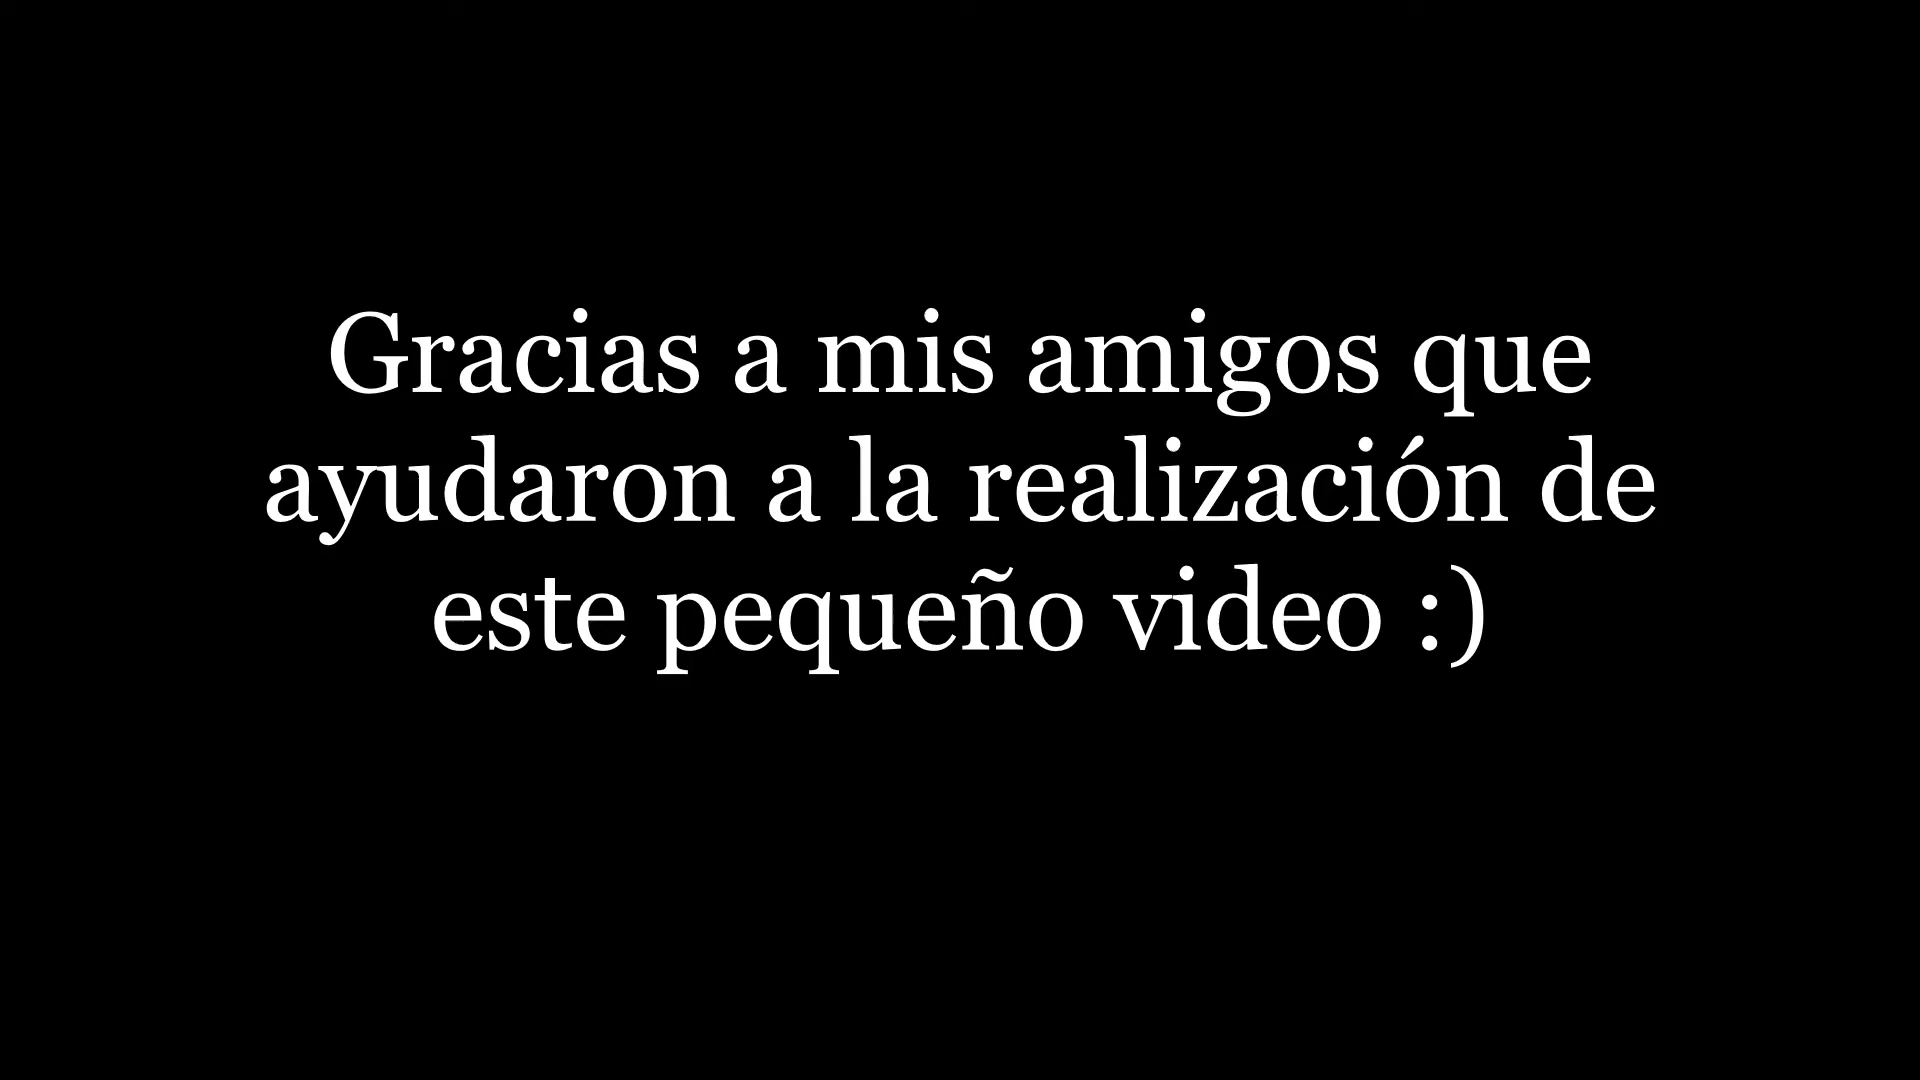 Gracias a mis amigos que
ayudaron a la realización de
este pequeño video :)